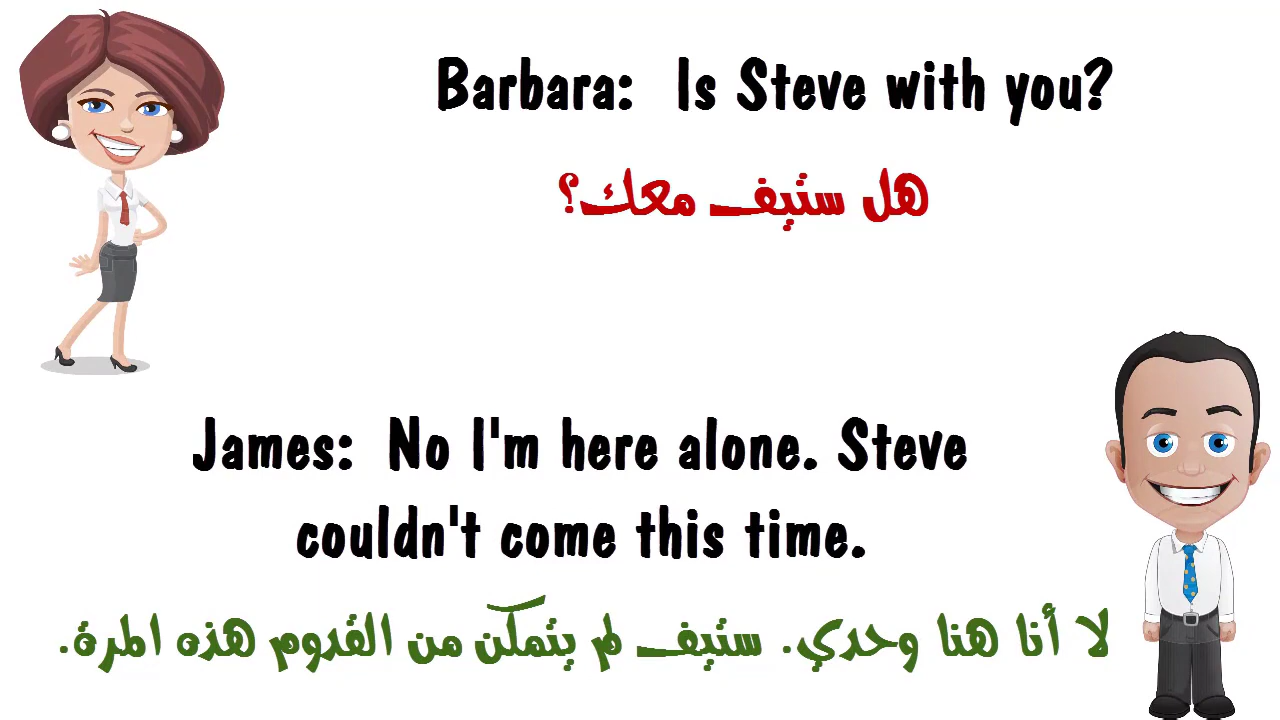 Barbara: Is Steve with you?
هل ستيف معك؟
James: No I'm here alone. Steve
couldn't come this time.
لا أنا هنا وحدي. ستيف لم يتمكن من القدوم هذه المرة.